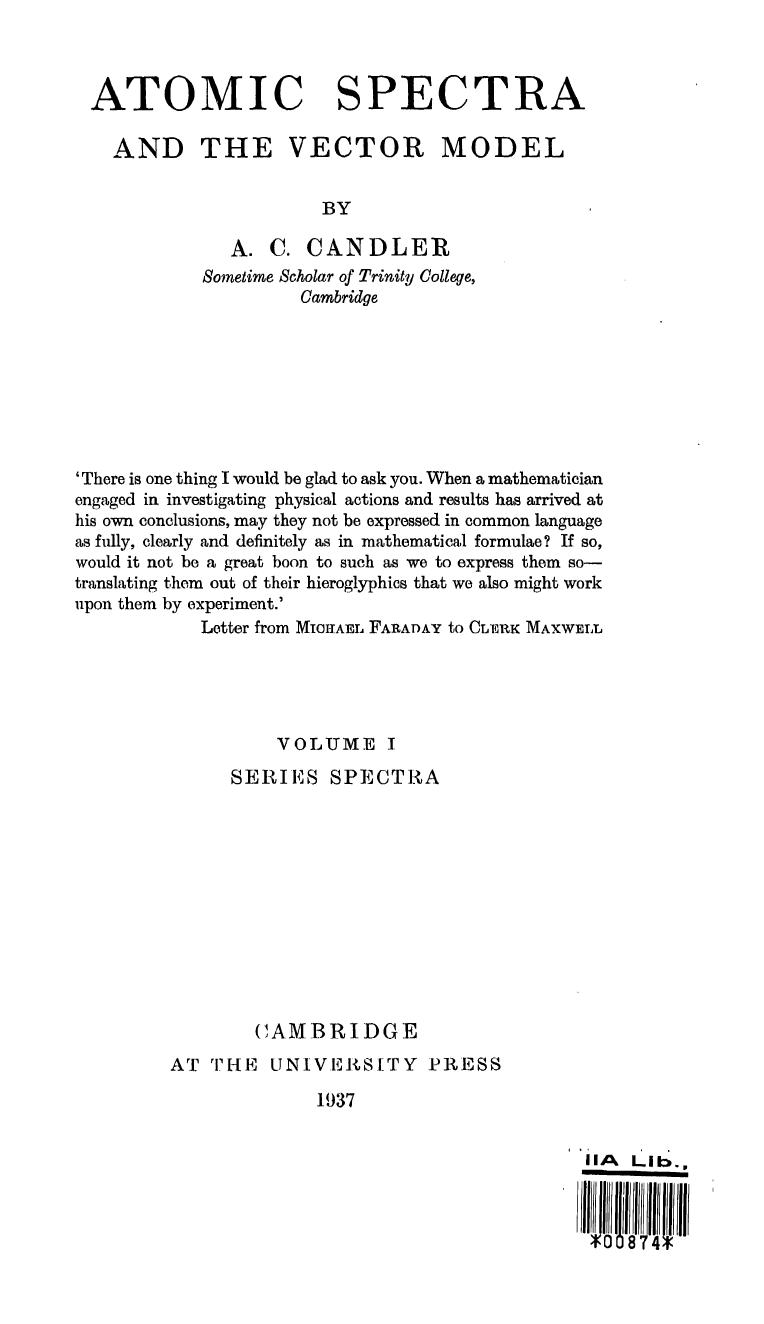 ATOMIC SPECTRA
AND THE VECTOR MODEL
BY
A. C. CANDLER
Sometime Scholar of Trinity College,
Cambridge
‘There is one thing I would be glad to ask you. When a mathematician
engaged in investigating physical actions and results has arrived at
his own conclusions, may they not be expressed in common language
as fully, clearly and definitely as in mathematical formulae? If so,
would it not be a great boon to such as we to express them so—
translating them out of their hieroglyphics that we also might work
upon them by experiment.’
Letter from MICHAEL FARADAY to CLERK MAXWELL
VOLUME I
SERIES SPECTRA
CAMBRIDGE
AT THE UNIVERSITY PRESS
1937
IIA Lib.,
*00874*